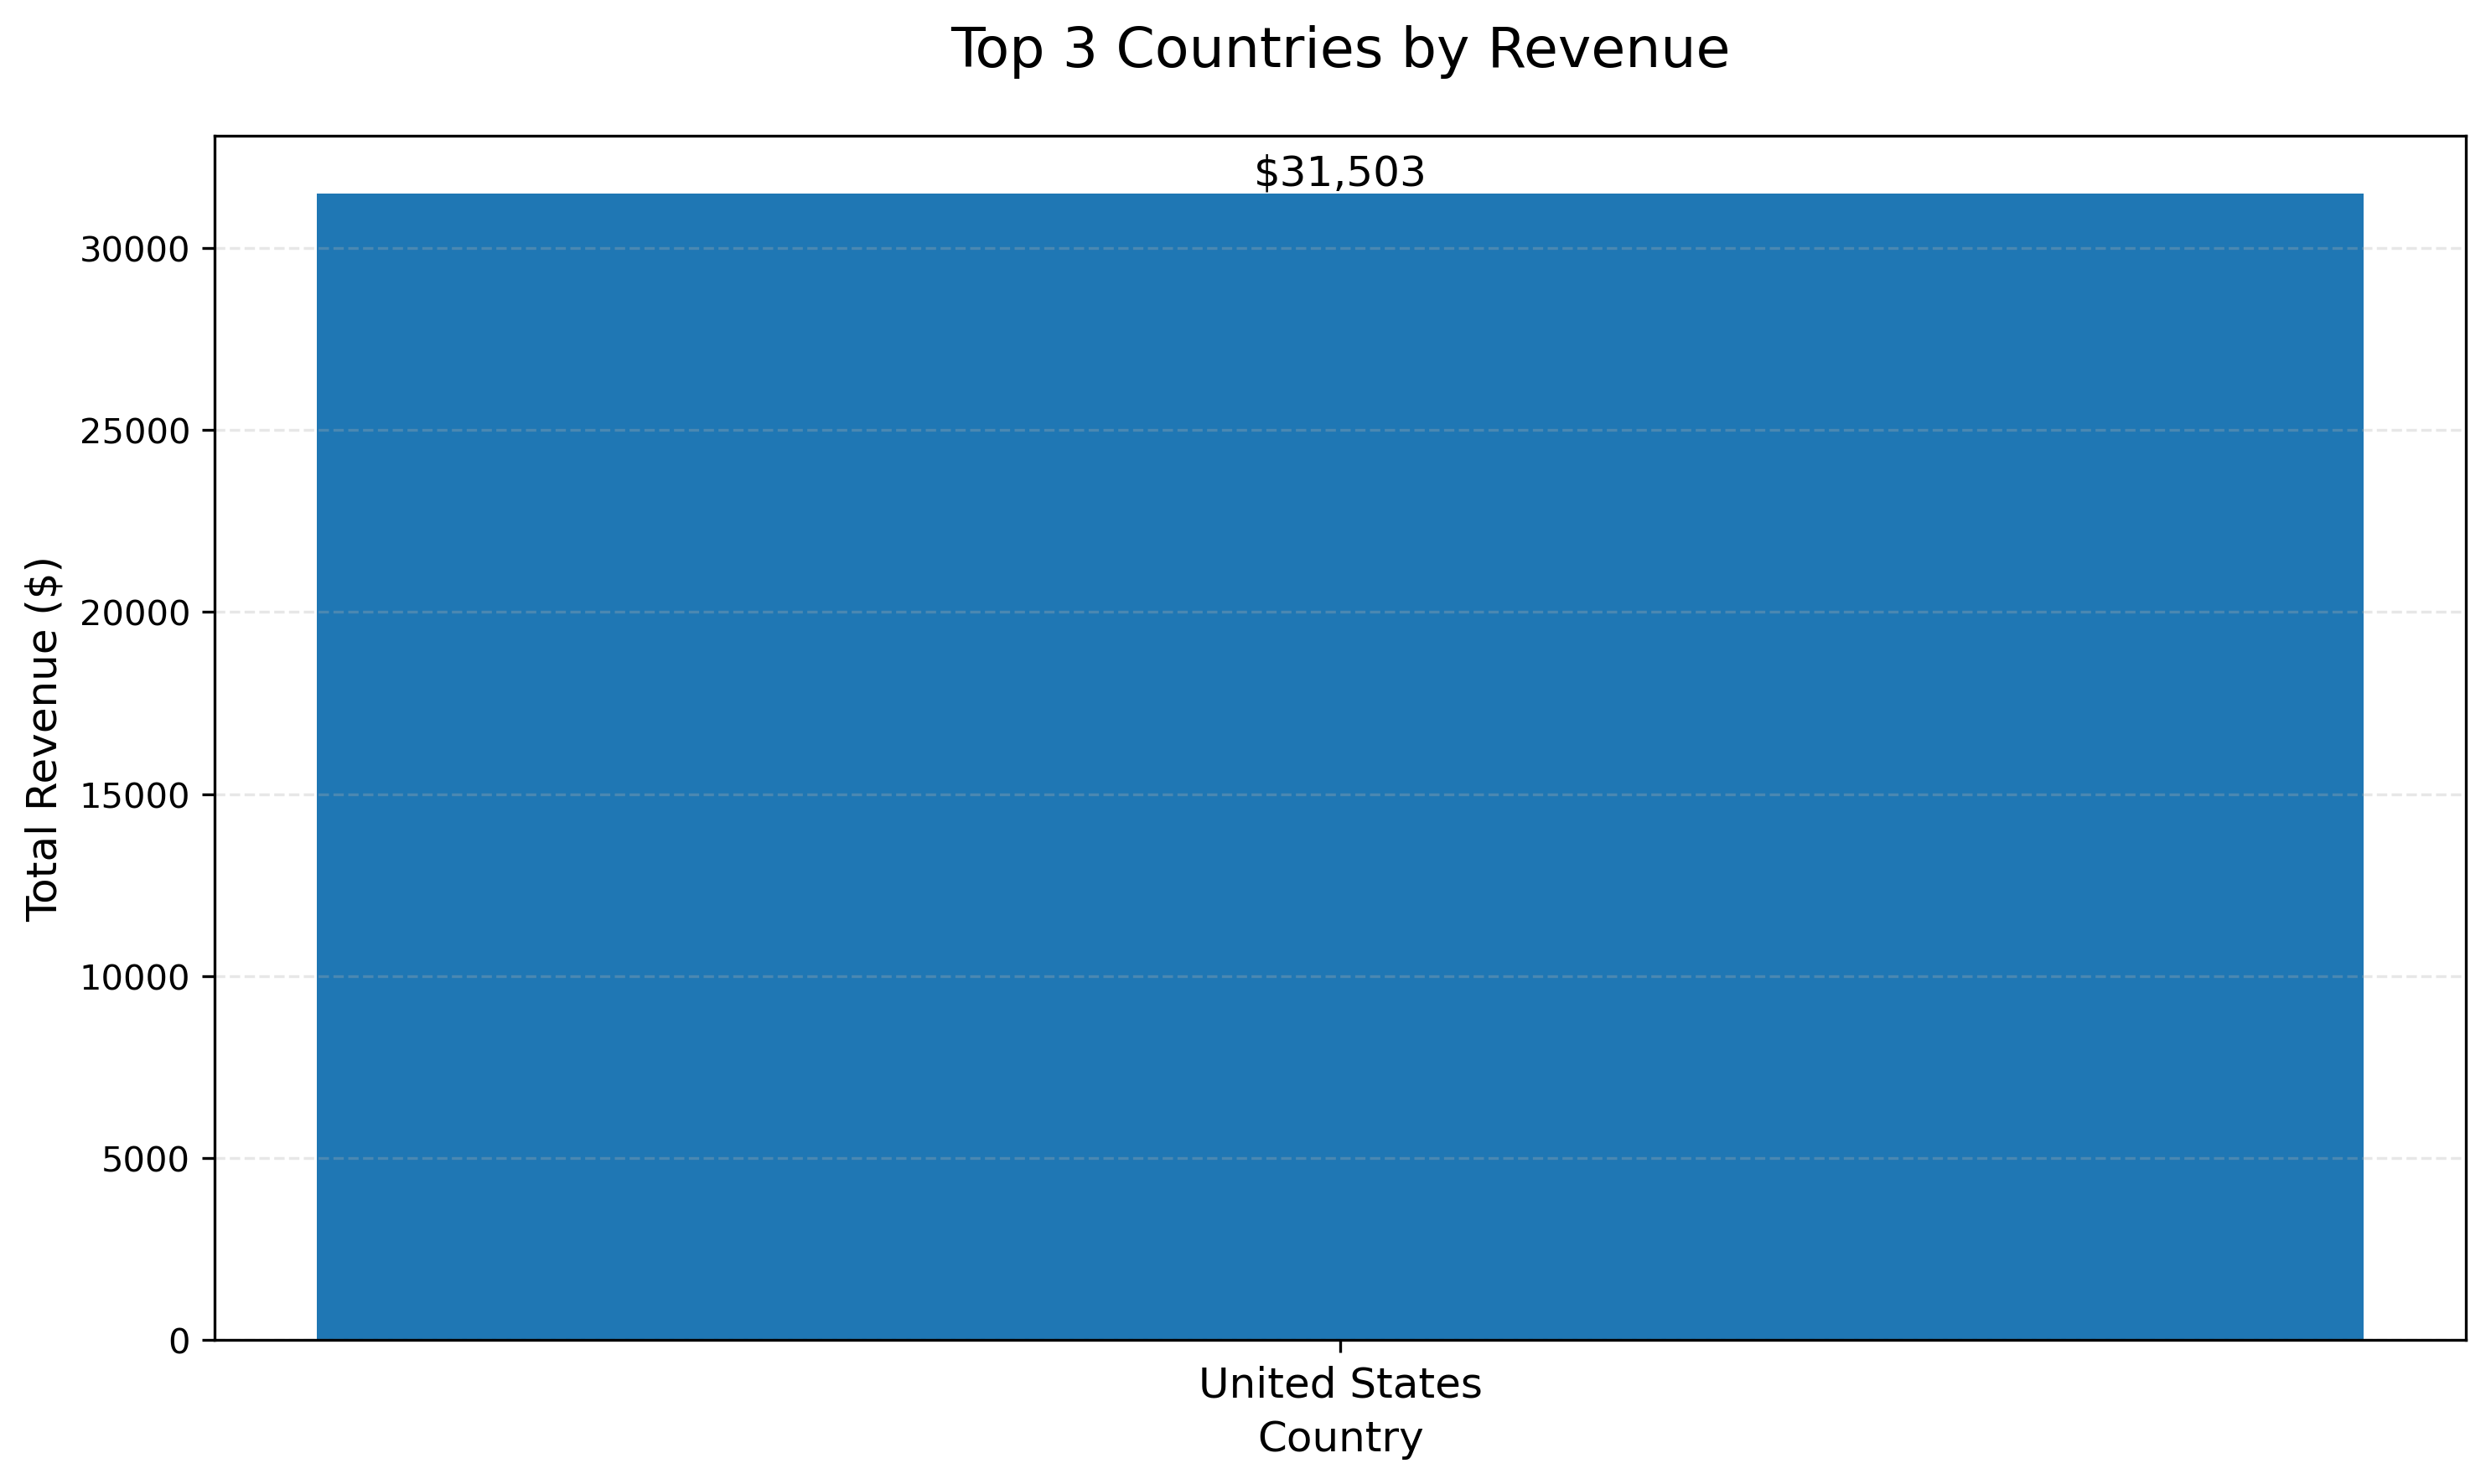 Top 3 Countries by Revenue
$31,503
30000
25000
20000
15000
10000
5000
0
Total Revenue ($)
United States
Country